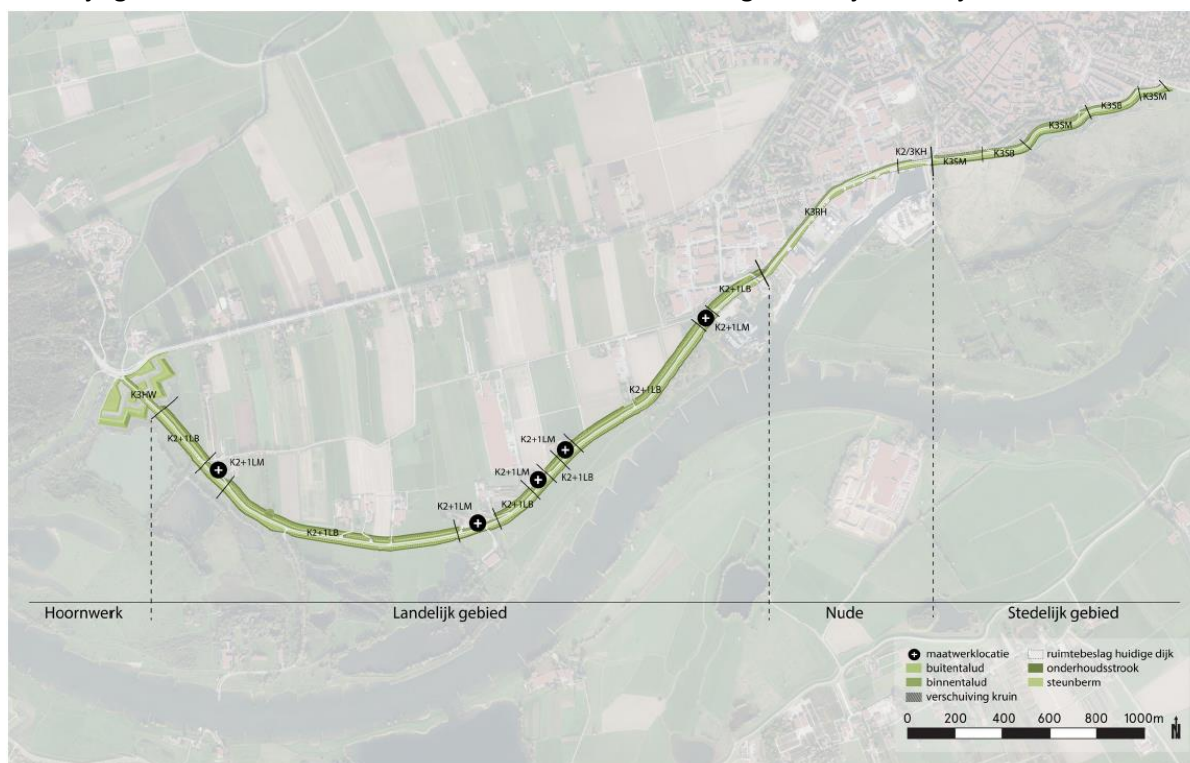 K3SM
K3SB
K3SM
K2/3KH
K3SM
K3SB
K3RH
K2+1LB
K2+1LM
K2+1LB
K3HW
K2+1LB
K2+1LM
K2+1LM
K2+1LM
K2+1LB
K2+1LM
K2+1LB
K2+1LB
Hoornwerk
Landelijk gebied
Nude
Stedelijk gebied
maatwerklocatie
buitentalud
binnentalud
verschuiving kruin
ruimtebeslag huidige dijk
onderhoudsstrook
steunberm
0 200 400 600 800 1000m
N